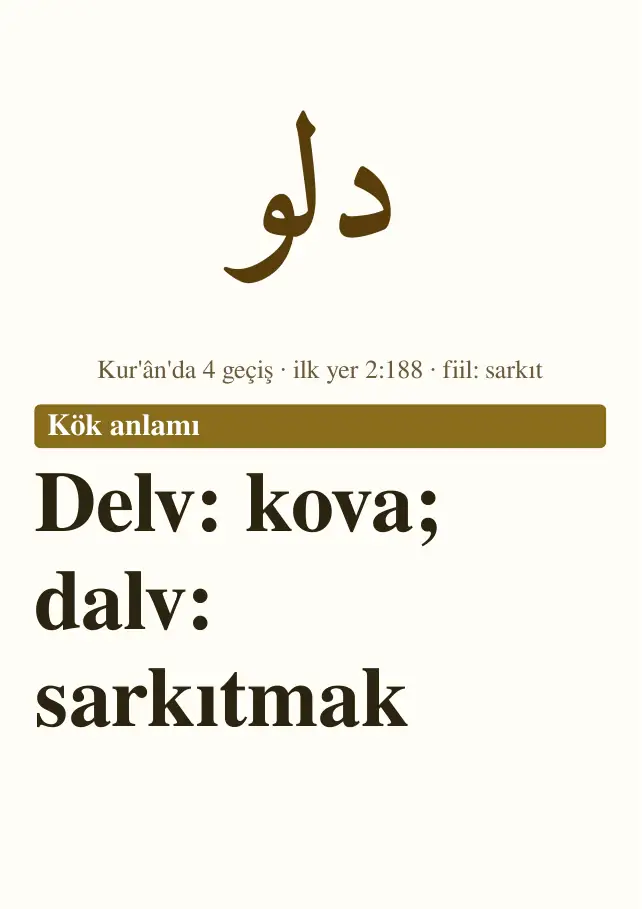 دلو
Kur'ân'da 4 geçiş · ilk yer 2:188 · fiil: sarkıt
Kök anlamı
Delv: kova;
dalv:
sarkıtmak